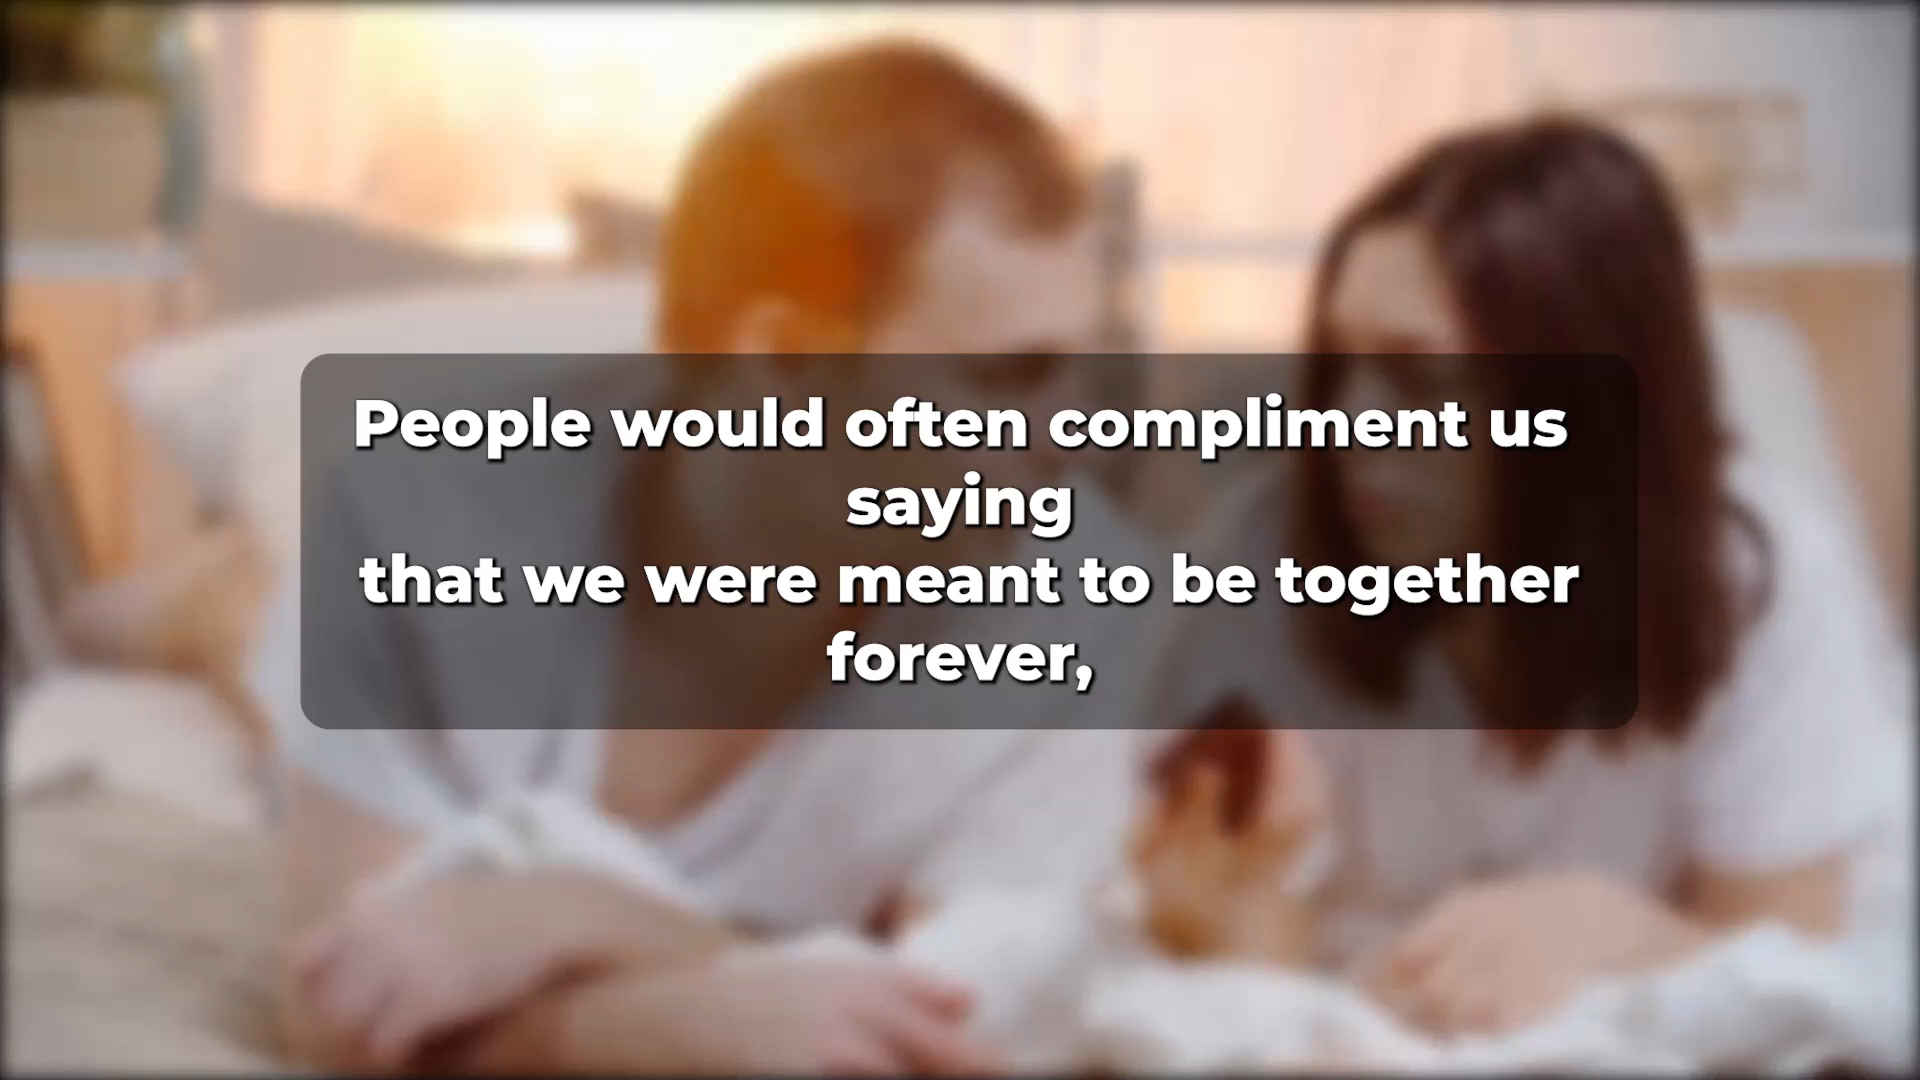 People would often compliment us
saying
that we were meant to be together
forever,